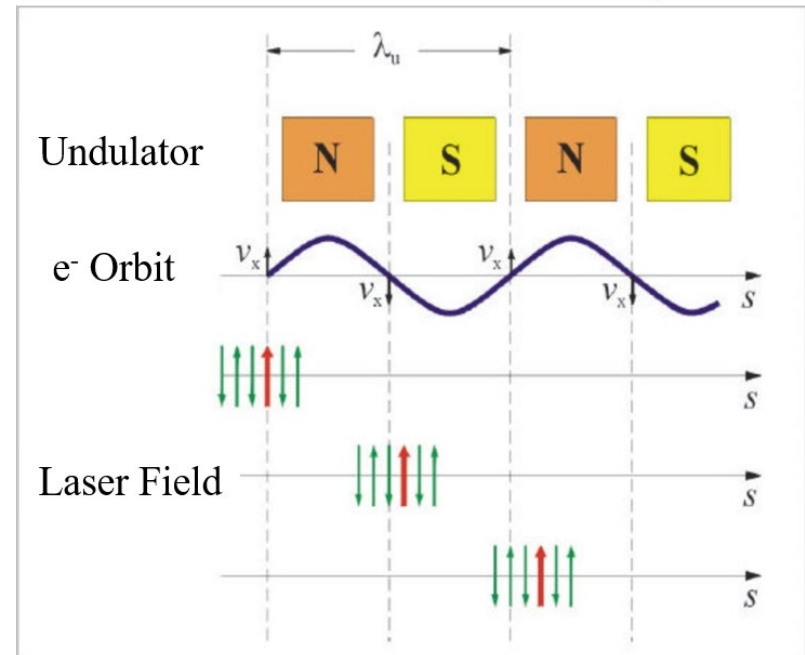 λu
Undulator
N S N S
e- Orbit
vx vx vx vx
s
s
Laser Field
s
s